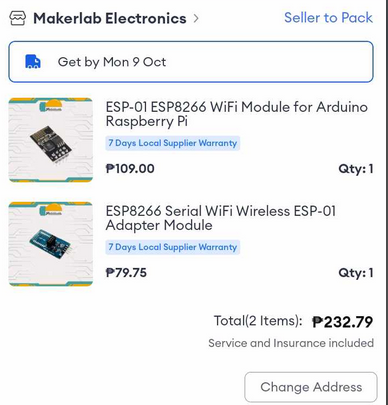 Makerlab Electronics
Seller to Pack
Get by Mon 9 Oct
ESP-01 ESP8266 WiFi Module for Arduino
Raspberry Pi
7 Days Local Supplier Warranty
₱109.00
Qty: 1
ESP8266 Serial WiFi Wireless ESP-01
Adapter Module
7 Days Local Supplier Warranty
₱79.75
Qty: 1
Total(2 Items): ₱232.79
Service and Insurance included
Change Address